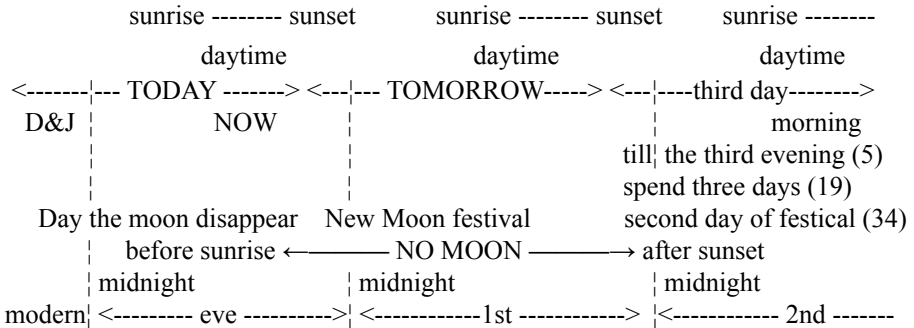 sunrise -------- sunset sunrise -------- sunset sunrise --------
daytime daytime daytime
<-------¦--- TODAY -------> <---¦--- TOMORROW-----> <---¦----third day-------->
D&J ¦ NOW ¦ ¦ morning
till¦ the third evening (5)
spend three days (19)
Day the moon disappear New Moon festival second day of festical (34)
before sunrise ←——— NO MOON ———→ after sunset
¦ midnight ¦ midnight ¦ midnight
modern¦ <--------- eve ----------->¦ <------------1st ------------> ¦<----------- 2nd -------